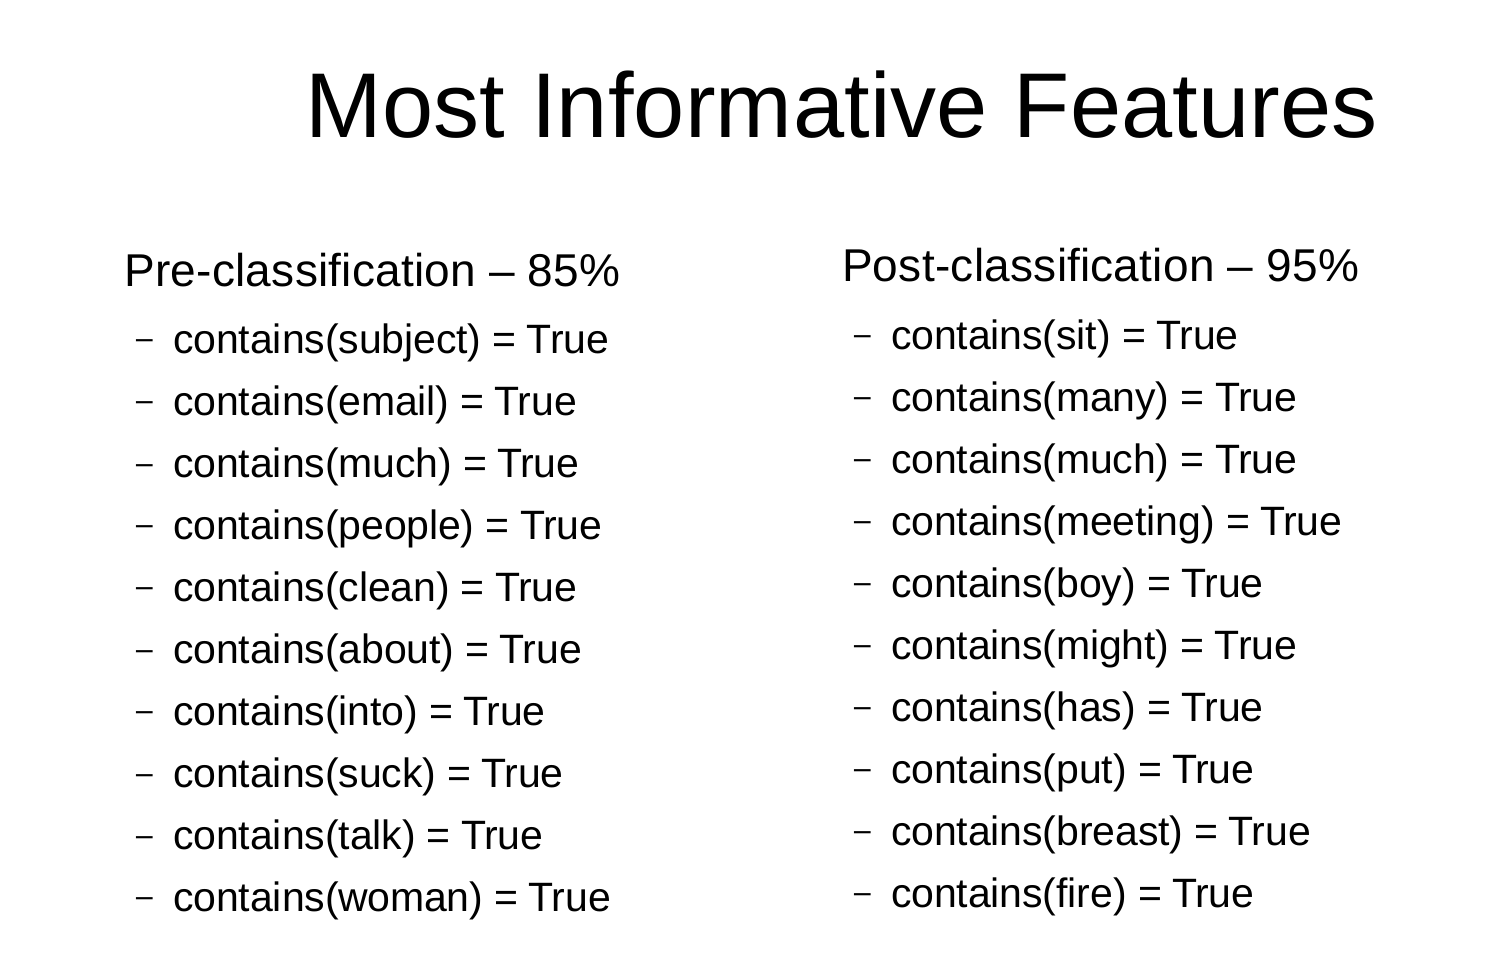 Most Informative Features
Pre-classification – 85%
– contains(subject) = True
– contains(email) = True
– contains(much) = True
– contains(people) = True
– contains(clean) = True
– contains(about) = True
– contains(into) = True
– contains(suck) = True
– contains(talk) = True
– contains(woman) = True
Post-classification – 95%
– contains(sit) = True
– contains(many) = True
– contains(much) = True
– contains(meeting) = True
– contains(boy) = True
– contains(might) = True
– contains(has) = True
– contains(put) = True
– contains(breast) = True
– contains(fire) = True